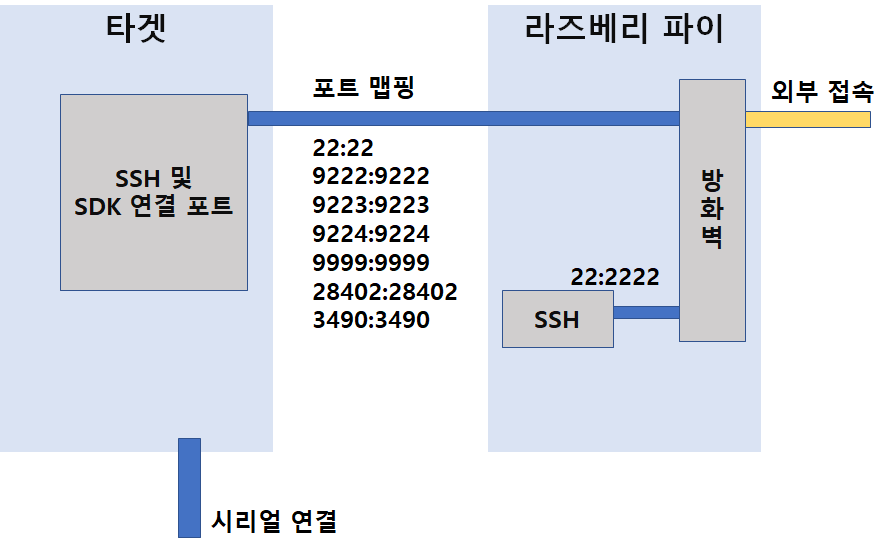 타겟
라즈베리 파이
포트 맵핑
외부 접속
SSH 및
SDK 연결 포트
22:22
9222:9222
9223:9223
9224:9224
9999:9999
28402:28402
3490:3490
방
화
벽
22:2222
SSH
시리얼 연결